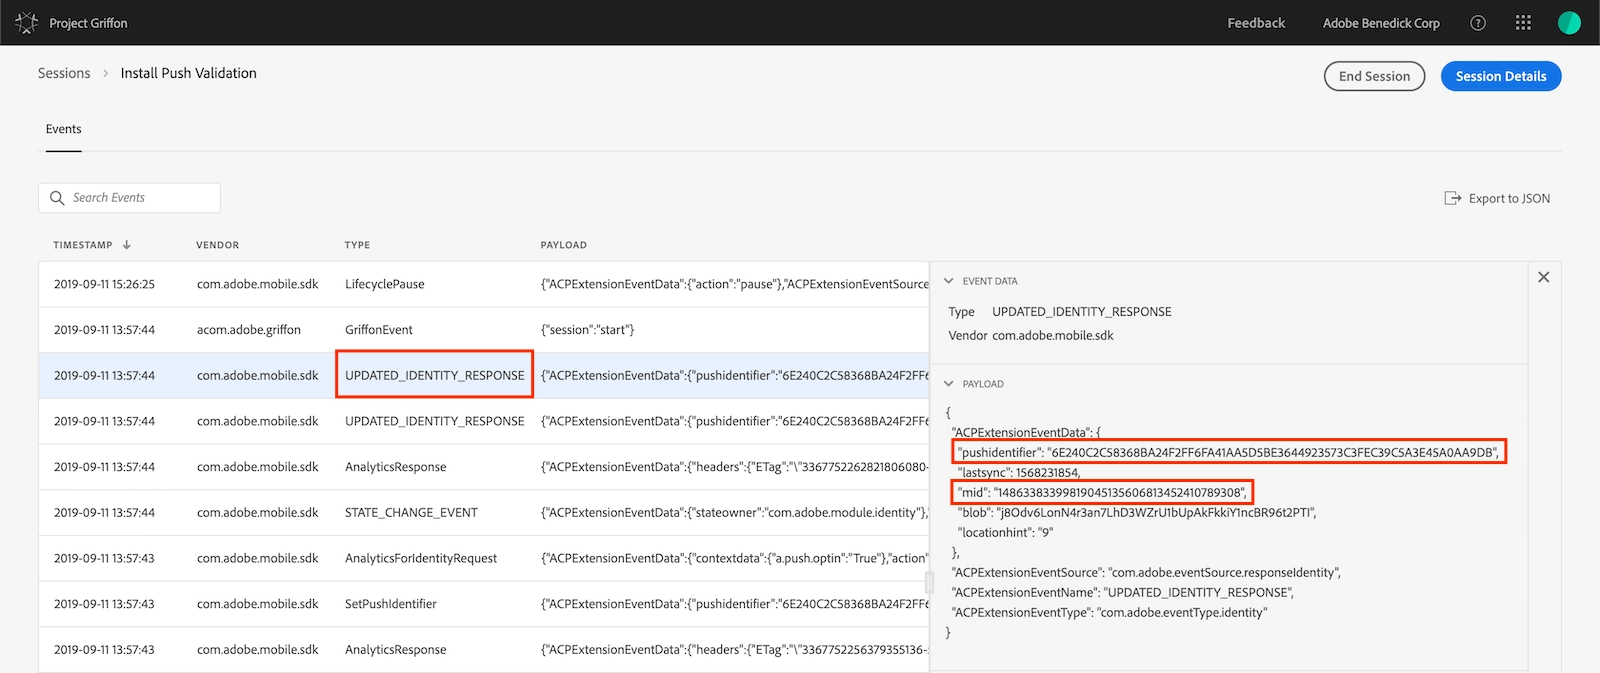 Project Griffon
Feedback
Adobe Benedick Corp
Sessions > Install Push Validation
End Session
Session Details
Events
Search Events
Export to JSON
TIMESTAMP VENDOR TYPE PAYLOAD
2019-09-11 15:26:25 com.adobe.mobile.sdk LifecyclePause {"ACPExtensionEventData":{"action":"pause"},"ACPExtensionEventSource
2019-09-11 13:57:44 acom.adobe.griffon GriffonEvent {"session":"start"}
2019-09-11 13:57:44 com.adobe.mobile.sdk UPDATED_IDENTITY_RESPONSE {"ACPExtensionEventData":{"pushidentifier":"6E240C2C58368BA24F2FF6
2019-09-11 13:57:44 com.adobe.mobile.sdk UPDATED_IDENTITY_RESPONSE {"ACPExtensionEventData":{"pushidentifier":"6E240C2C58368BA24F2FF6
2019-09-11 13:57:44 com.adobe.mobile.sdk AnalyticsResponse {"ACPExtensionEventData":{"headers":{"ETag":"\"3367752262821806080-
2019-09-11 13:57:44 com.adobe.mobile.sdk STATE_CHANGE_EVENT {"ACPExtensionEventData":{"stateowner":"com.adobe.module.identity"},"
2019-09-11 13:57:43 com.adobe.mobile.sdk AnalyticsForIdentityRequest {"ACPExtensionEventData":{"contextdata":{"a.push.optin":"True"},"action"
2019-09-11 13:57:43 com.adobe.mobile.sdk SetPushIdentifier {"ACPExtensionEventData":{"pushidentifier":"6E240C2C58368BA24F2FF6
2019-09-11 13:57:43 com.adobe.mobile.sdk AnalyticsResponse {"ACPExtensionEventData":{"headers":{"ETag":"\"3367752256379355136-
EVENT DATA
Type UPDATED_IDENTITY_RESPONSE
Vendor com.adobe.mobile.sdk
PAYLOAD
{
"ACPExtensionEventData": {
"pushidentifier": "6E240C2C58368BA24F2FF6FA41AA5D5BE3644923573C3FEC39C5A3E45A0AA9DB",
"lastsync": 1568231854,
"mid": "14863383399819045135606813452410789308",
"blob": "j8Odv6LonN4r3an7LhD3WZrU1bUpAkFkkiY1ncBR96t2PTI",
"locationhint": "9"
},
"ACPExtensionEventSource": "com.adobe.eventSource.responseIdentity",
"ACPExtensionEventName": "UPDATED_IDENTITY_RESPONSE",
"ACPExtensionEventType": "com.adobe.eventType.identity"
}